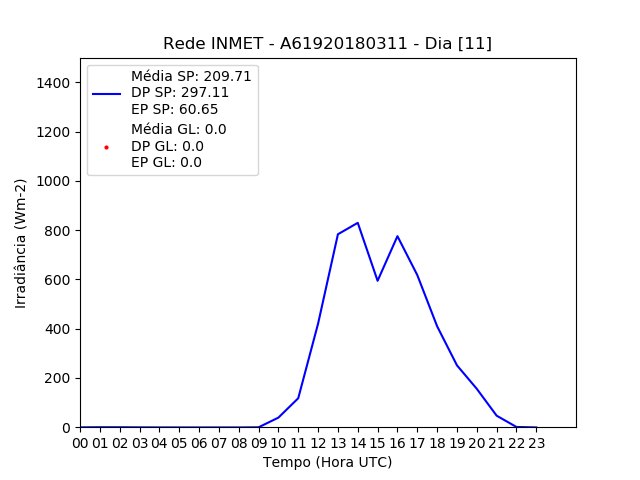 Rede INMET - A61920180311 - Dia [11]
Média SP: 209.71
DP SP: 297.11
EP SP: 60.65
Média GL: 0.0
DP GL: 0.0
EP GL: 0.0
1400
1200
1000
800
600
400
200
0
Irradiância (Wm-2)
00 01 02 03 04 05 06 07 08 09 10 11 12 13 14 15 16 17 18 19 20 21 22 23
Tempo (Hora UTC)